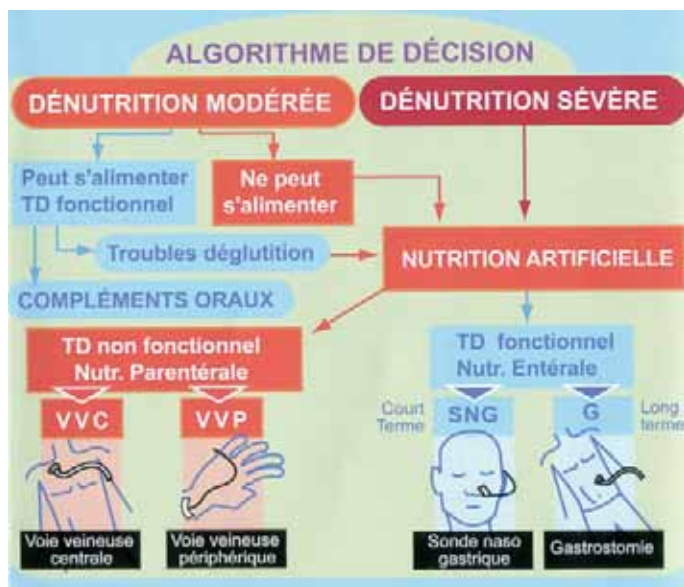 ALGORITHME DE DÉCISION
DÉNUTRITION MODÉRÉE
DÉNUTRITION SÉVÈRE
Peut s'alimenter
TD fonctionnel
Ne peut
s'alimenter
Troubles déglutition
NUTRITION ARTIFICIELLE
COMPLÉMENTS ORAUX
TD non fonctionnel
Nutr. Parentérale
TD fonctionnel
Nutr. Entérale
VVC
VVP
Court
Terme
SNG
G
Long
terme
Voie veineuse
centrale
Voie veineuse
périphérique
Sonde naso
gastrique
Gastrostomie